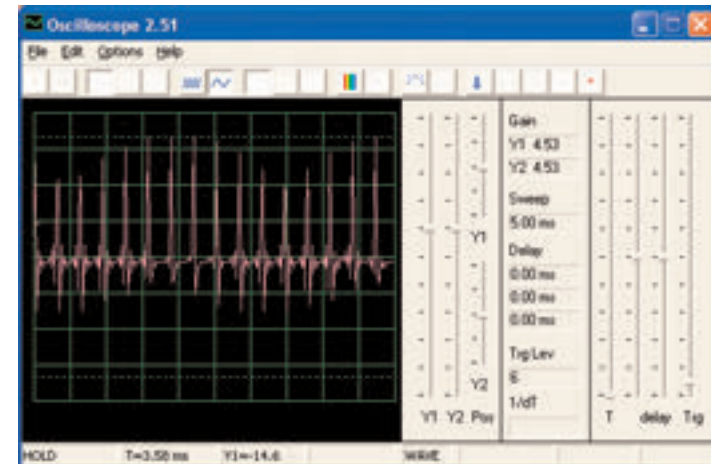 Oscilloscope 2.51
File Edit Options Help
Gain
Y1 4.53
Y2 4.53
Sweep
5.00 ms
Delay
0.00 ms
0.00 ms
0.00 ms
Trg Lev
6
1/dT
Y1
Y2
Y1 Y2 Pos
T delay Trg
HOLD T=3.58 ms Y1=-14.6 WAVE